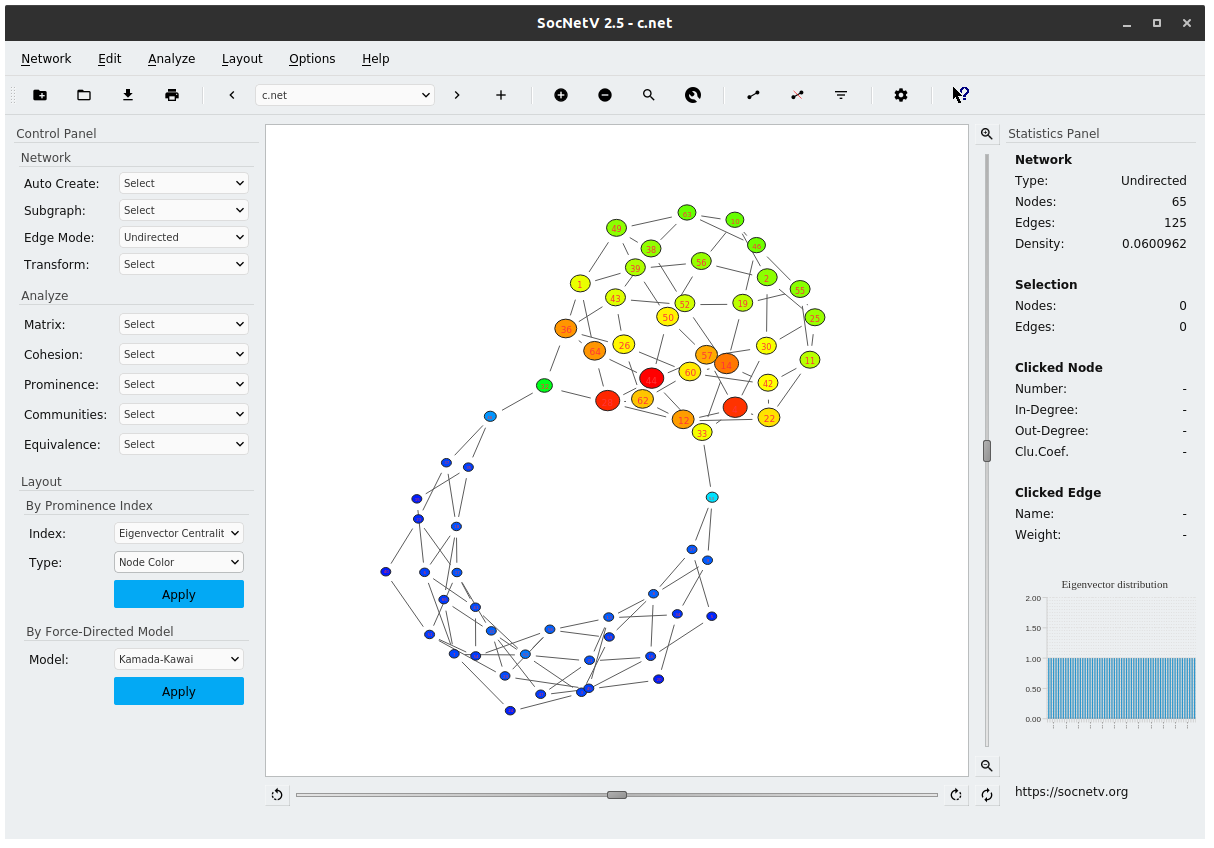 SocNetV 2.5 - c.net
Network Edit Analyze Layout Options Help
c.net
Control Panel
Network
Auto Create: Select
Subgraph: Select
Edge Mode: Undirected
Transform: Select
Analyze
Matrix: Select
Cohesion: Select
Prominence: Select
Communities: Select
Equivalence: Select
Layout
By Prominence Index
Index: Eigenvector Centralit
Type: Node Color
Apply
By Force-Directed Model
Model: Kamada-Kawai
Apply
63
49
38
56
39
2
1
55
43
52
19
50
25
36
26
30
64
57
11
60
44
42
62
12
22
33
Statistics Panel
Network
Type: Undirected
Nodes: 65
Edges: 125
Density: 0.0600962
Selection
Nodes: 0
Edges: 0
Clicked Node
Number: -
In-Degree: -
Out-Degree: -
Clu.Coef. -
Clicked Edge
Name: -
Weight: -
Eigenvector distribution
2.00
1.50
1.00
0.50
0.00
https://socnetv.org